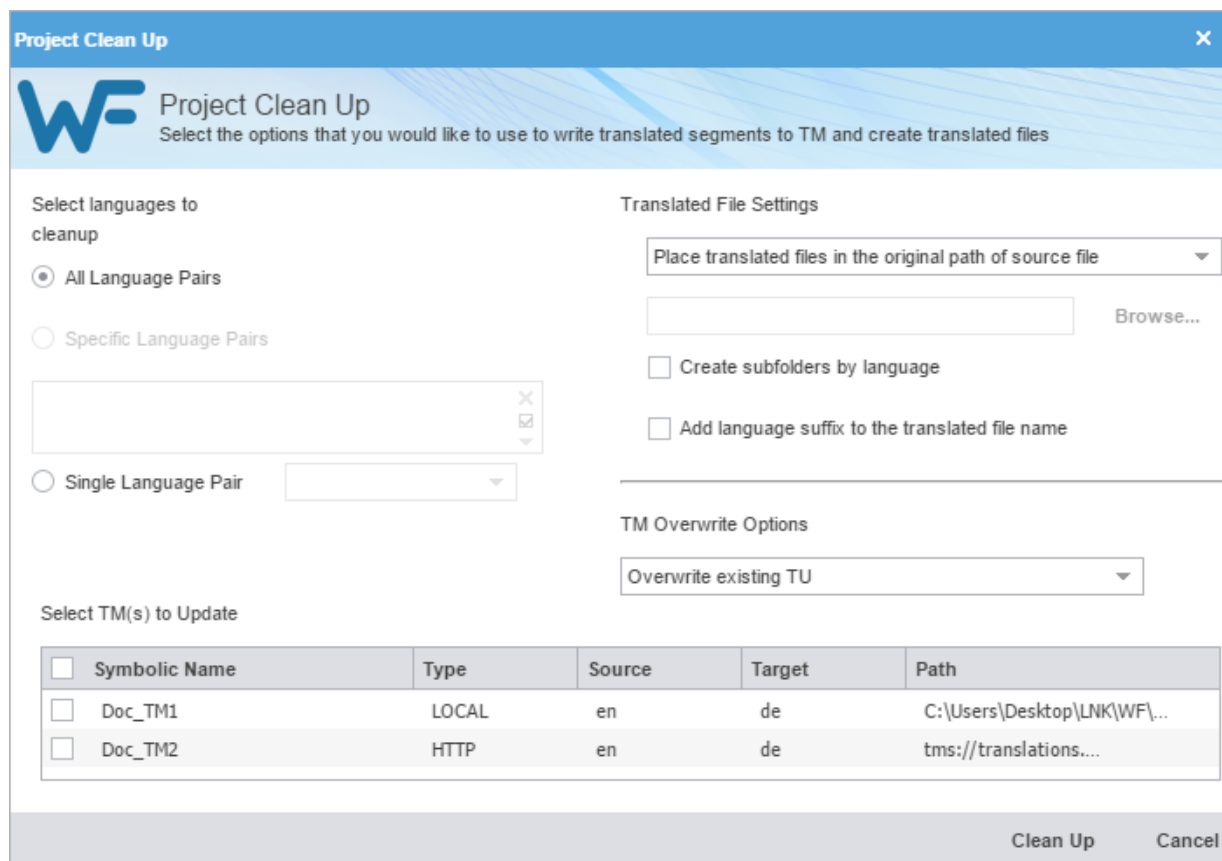 Project Clean Up
WF
Project Clean Up
Select the options that you would like to use to write translated segments to TM and create translated files
Select languages to
cleanup
All Language Pairs
Specific Language Pairs
Single Language Pair
Translated File Settings
Place translated files in the original path of source file
Browse...
Create subfolders by language
Add language suffix to the translated file name
TM Overwrite Options
Overwrite existing TU
Select TM(s) to Update
Symbolic Name Type Source Target Path
Doc_TM1 LOCAL en de C:\Users\Desktop\LNK\WF\...
Doc_TM2 HTTP en de tms://translations....
Clean Up Cancel